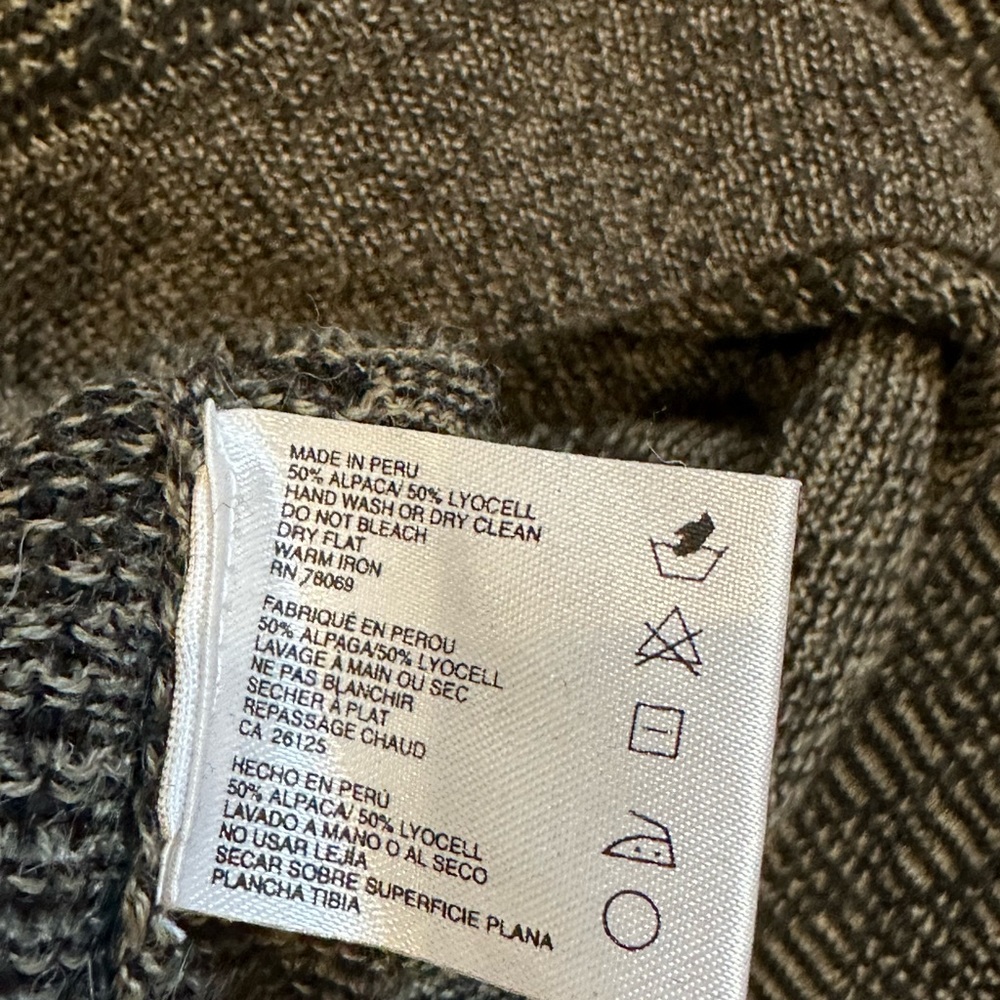 MADE IN PERU
50% ALPACA/ 50% LYOCELL
HAND WASH OR DRY CLEAN
DO NOT BLEACH
DRY FLAT
WARM IRON
RN 78069
FABRIQUÉ EN PEROU
50% ALPAGA/50% LYOCELL
LAVAGE A MAIN OU SEC
NE PAS BLANCHIR
SECHER A PLAT
REPASSAGE CHAUD
CA 26125
HECHO EN PERÚ
50% ALPACA/ 50% LYOCELL
LAVADO A MANO O AL SECO
NO USAR LEJÍA
SECAR SOBRE SUPERFICIE PLANA
PLANCHA TIBIA